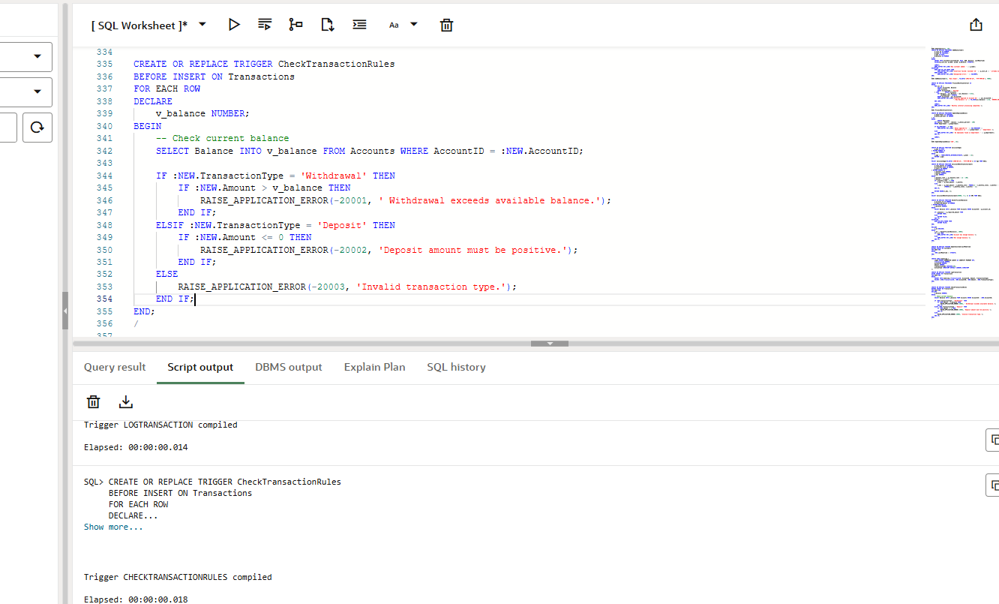 [ SQL Worksheet ]*
Aa
334
335 CREATE OR REPLACE TRIGGER CheckTransactionRules
336 BEFORE INSERT ON Transactions
337 FOR EACH ROW
338 DECLARE
339     v_balance NUMBER;
340 BEGIN
341     -- Check current balance
342     SELECT Balance INTO v_balance FROM Accounts WHERE AccountID = :NEW.AccountID;
343
344     IF :NEW.TransactionType = 'Withdrawal' THEN
345         IF :NEW.Amount > v_balance THEN
346             RAISE_APPLICATION_ERROR(-20001, ' Withdrawal exceeds available balance.');
347         END IF;
348     ELSIF :NEW.TransactionType = 'Deposit' THEN
349         IF :NEW.Amount <= 0 THEN
350             RAISE_APPLICATION_ERROR(-20002, 'Deposit amount must be positive.');
351         END IF;
352     ELSE
353         RAISE_APPLICATION_ERROR(-20003, 'Invalid transaction type.');
354     END IF;
355 END;
356 /
357
Query result Script output DBMS output Explain Plan SQL history
Trigger LOGTRANSACTION compiled
Elapsed: 00:00:00.014
SQL> CREATE OR REPLACE TRIGGER CheckTransactionRules
     BEFORE INSERT ON Transactions
     FOR EACH ROW
     DECLARE...
Show more...
Trigger CHECKTRANSACTIONRULES compiled
Elapsed: 00:00:00.018